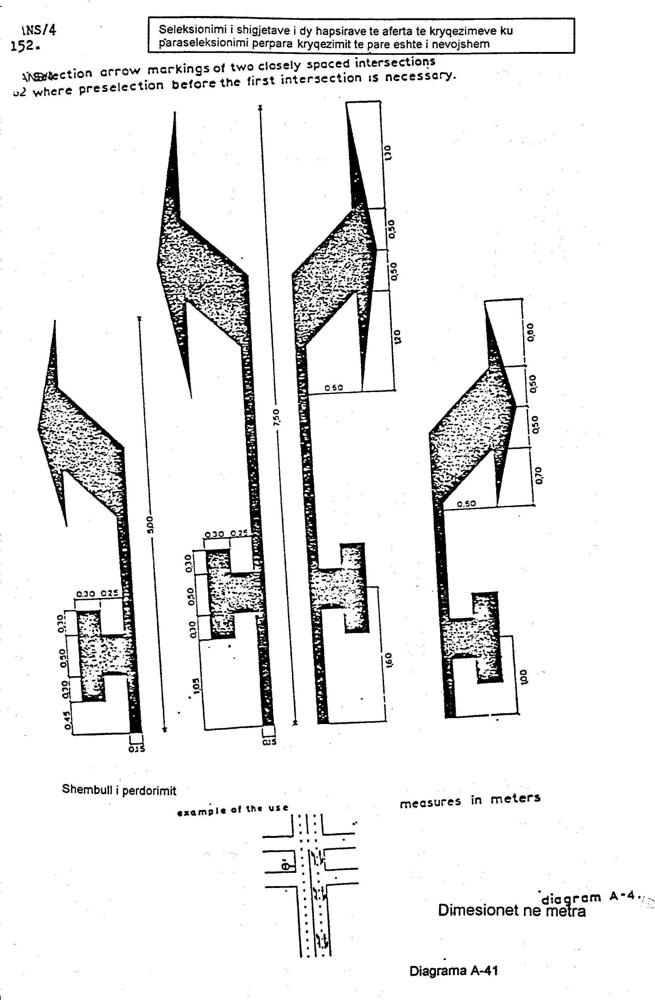 NS/4
152.
Seleksionimi i shigjetave i dy hapsirave te aferta te kryqezimeve ku
paraseleksionimi perpara kryqezimit te pare eshte i nevojshem
arrow markings of two closely spaced intersections
where preselection before the first intersection is necessary.
1,30
0,50
0,50
1,20
0.60
7,50
0,80
0,50
0,50
0,70
0.50
5,00
0.30 0.25
0,30
0,50
0,30
1,05
0.30 0.25
0,30
0,50
0,30
0,45
1,60
1,00
0,15
0,15
Shembull i perdorimit
example of the use
measures in meters
diagram A-4.
Dimesionet ne metra
Diagrama A-41